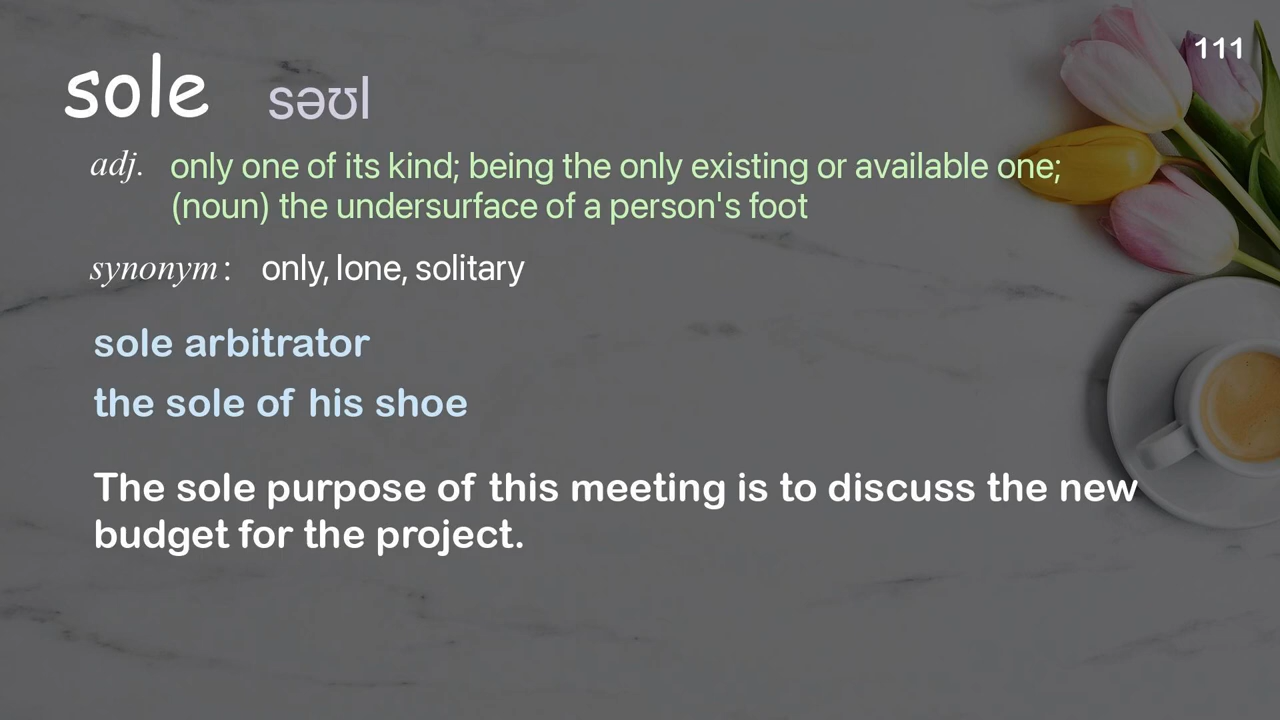 111
sole səʊl
adj. only one of its kind; being the only existing or available one;
(noun) the undersurface of a person's foot
synonym: only, lone, solitary
sole arbitrator
the sole of his shoe
The sole purpose of this meeting is to discuss the new
budget for the project.